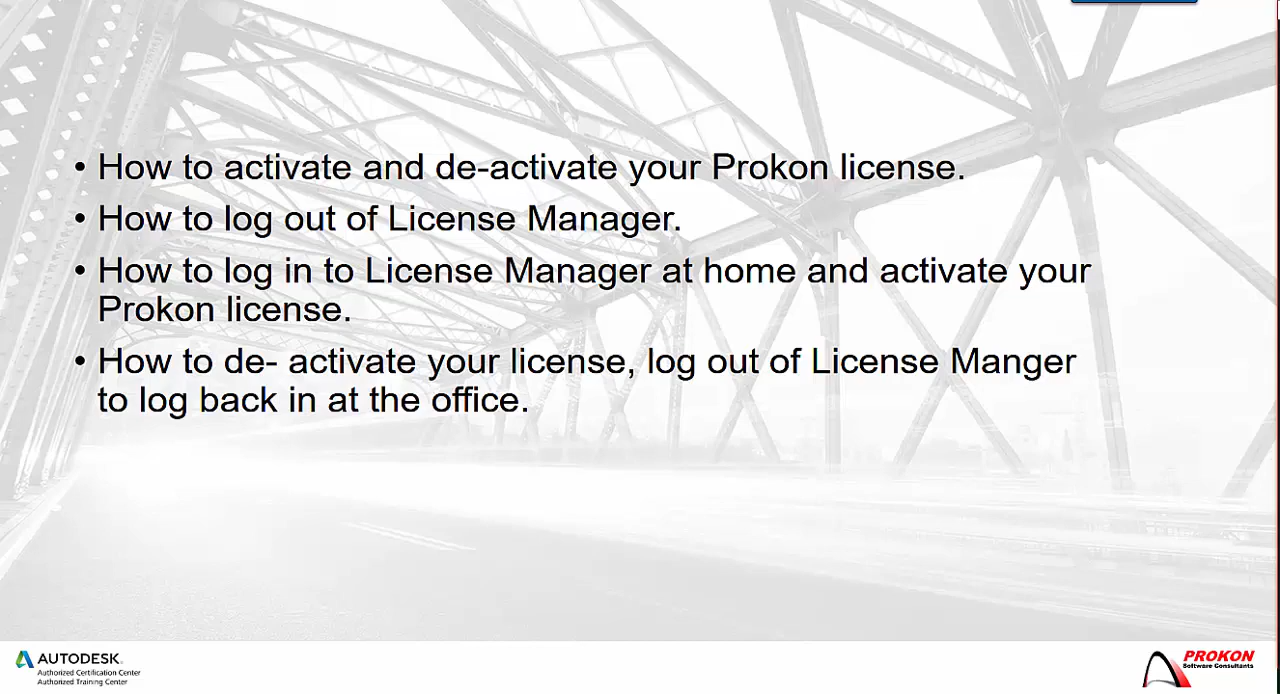 • How to activate and de-activate your Prokon license.
• How to log out of License Manager.
• How to log in to License Manager at home and activate your
Prokon license.
• How to de- activate your license, log out of License Manger
to log back in at the office.
AUTODESK.
Authorized Certification Center
Authorized Training Center
PROKON
Software Consultants